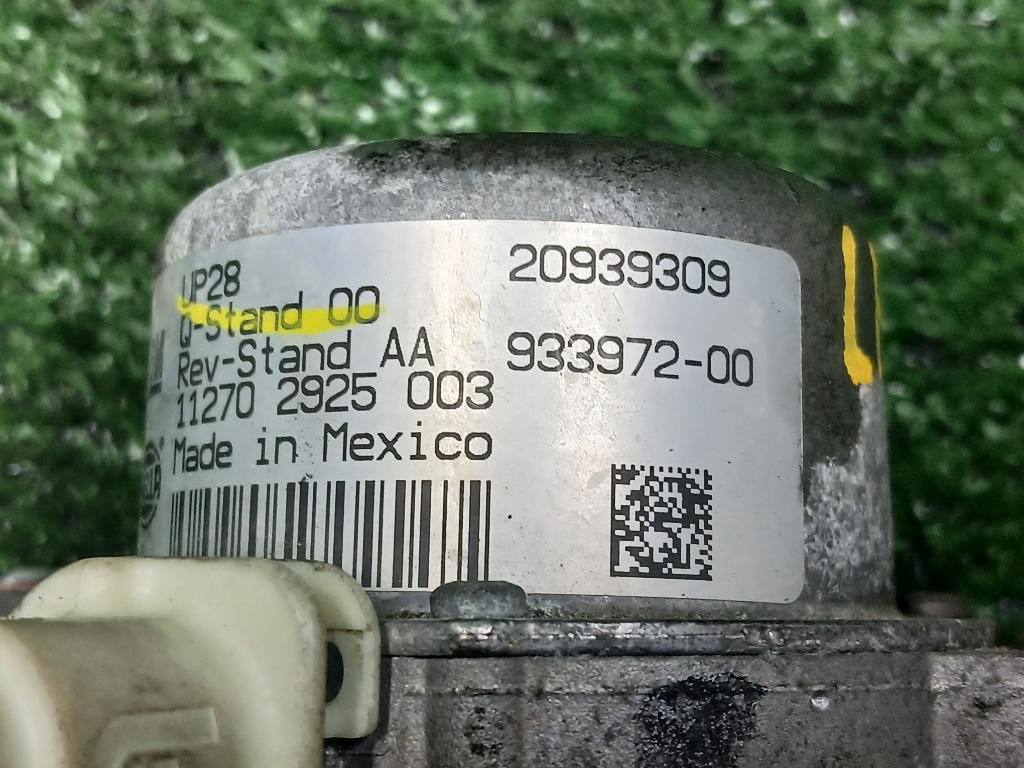 UP28
20939309
Q-Stand 00
Rev-Stand AA
933972-00
11270 2925 003
Made in Mexico